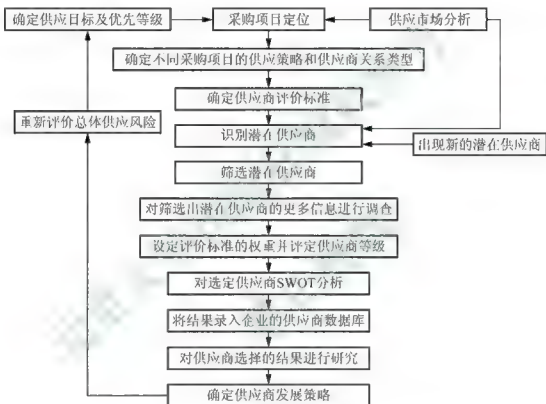 确定供应目标及优先等级 采购项目定位 供应市场分析
确定不同采购项目的供应策略和供应商关系类型
确定供应商评价标准
重新评价总体供应风险 识别潜在供应商
出现新的潜在供应商
筛选潜在供应商
对筛选出潜在供应商的更多信息进行调查
设定评价标准的权重并评定供应商等级
对选定供应商SWOT分析
将结果录入企业的供应商数据库
对供应商选择的结果进行研究
确定供应商发展策略